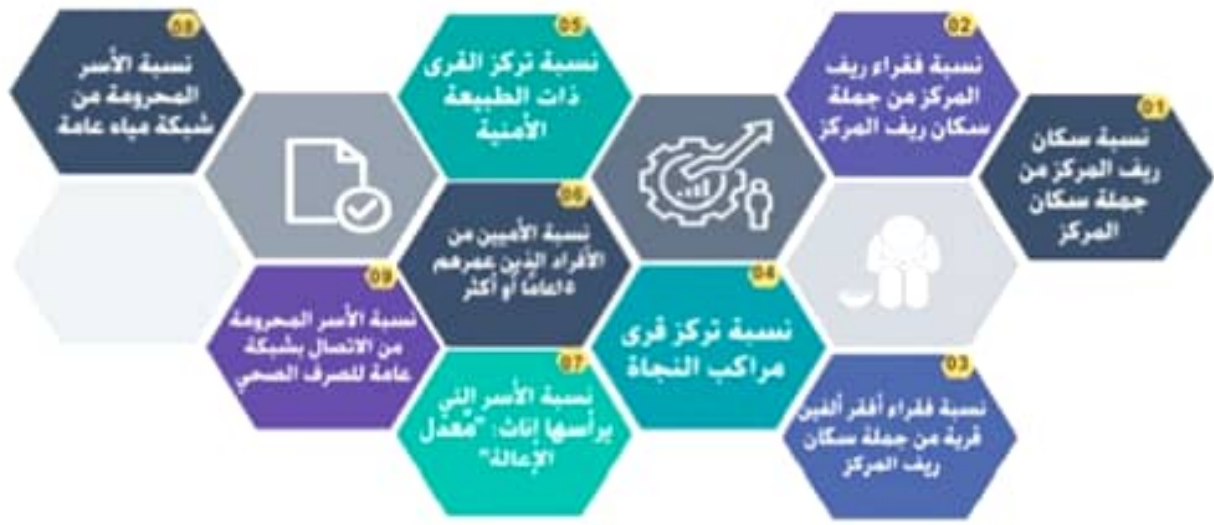 01
نسبة سكان
ريف المركز من
جملة سكان
المركز
02
نسبة فقراء ريف
المركز من جملة
سكان ريف المركز
03
نسبة فقراء أفقر ألفين
قرية من جملة سكان
ريف المركز
04
نسبة تركز قرى
مراكب النجاة
05
نسبة تركز القرى
ذات الطبيعة
الأمنية
06
نسبة الأميين من
الأفراد الذين عمرهم
١٥عامًا أو أكثر
07
نسبة الأسر التي
يرأسها إناث: "معدل
الإعالة"
08
نسبة الأسر
المحرومة من
شبكة مياه عامة
09
نسبة الأسر المحرومة
من الاتصال بشبكة
عامة للصرف الصحي